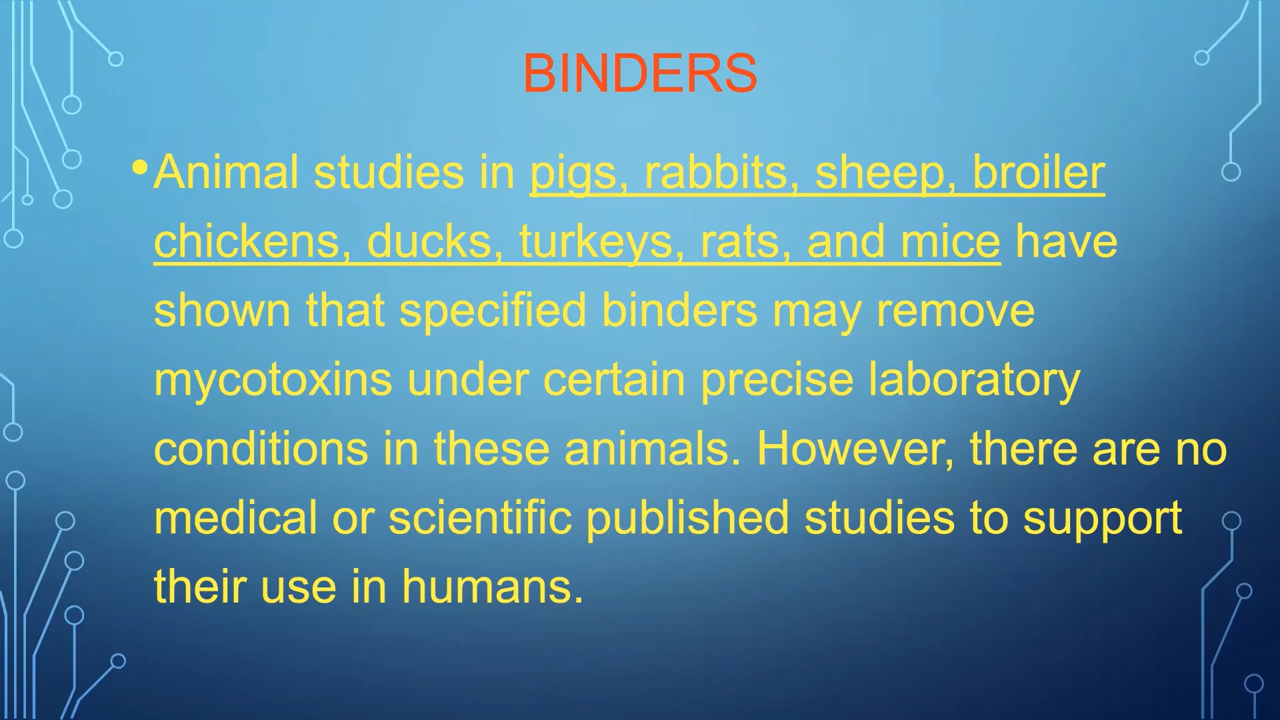 BINDERS
•Animal studies in pigs, rabbits, sheep, broiler
chickens, ducks, turkeys, rats, and mice have
shown that specified binders may remove
mycotoxins under certain precise laboratory
conditions in these animals. However, there are no
medical or scientific published studies to support
their use in humans.